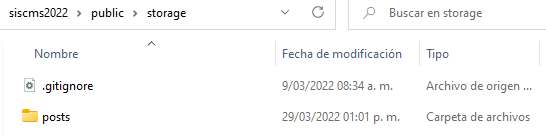 siscms2022 > public > storage
Buscar en storage
Nombre Fecha de modificación Tipo
.gitignore 9/03/2022 08:34 a. m. Archivo de origen ...
posts 29/03/2022 01:01 p. m. Carpeta de archivos